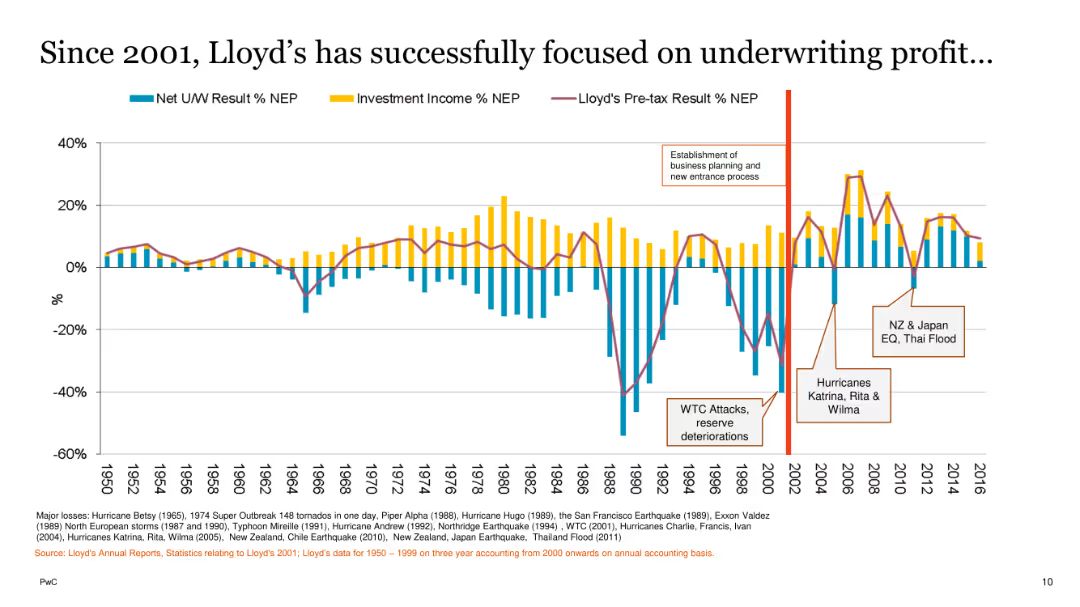 Since 2001, Lloyd's has successfully focused on underwriting profit...
Net U/W Result % NEP
Investment Income % NEP
Lloyd's Pre-tax Result % NEP
40%
20%
0%
-20%
-40%
-60%
%
Establishment of
business planning and
new entrance process
NZ & Japan
EQ, Thai Flood
Hurricanes
Katrina, Rita &
Wilma
WTC Attacks,
reserve
deteriorations
1950
1952
1954
1956
1958
1960
1962
1964
1966
1968
1970
1972
1974
1976
1978
1980
1982
1984
1986
1988
1990
1992
1994
1996
1998
2000
2002
2004
2006
2008
2010
2012
2014
2016
Major losses: Hurricane Betsy (1965), 1974 Super Outbreak 148 tornados in one day, Piper Alpha (1988), Hurricane Hugo (1989), the San Francisco Earthquake (1989), Exxon Valdez
(1989) North European storms (1987 and 1990), Typhoon Mireille (1991), Hurricane Andrew (1992), Northridge Earthquake (1994) , WTC (2001), Hurricanes Charlie, Francis, Ivan
(2004), Hurricanes Katrina, Rita, Wilma (2005), New Zealand, Chile Earthquake (2010), New Zealand, Japan Earthquake, Thailand Flood (2011)
Source: Lloyd's Annual Reports, Statistics relating to Lloyd's 2001; Lloyd's data for 1950 – 1999 on three year accounting from 2000 onwards on annual accounting basis.
PwC
10